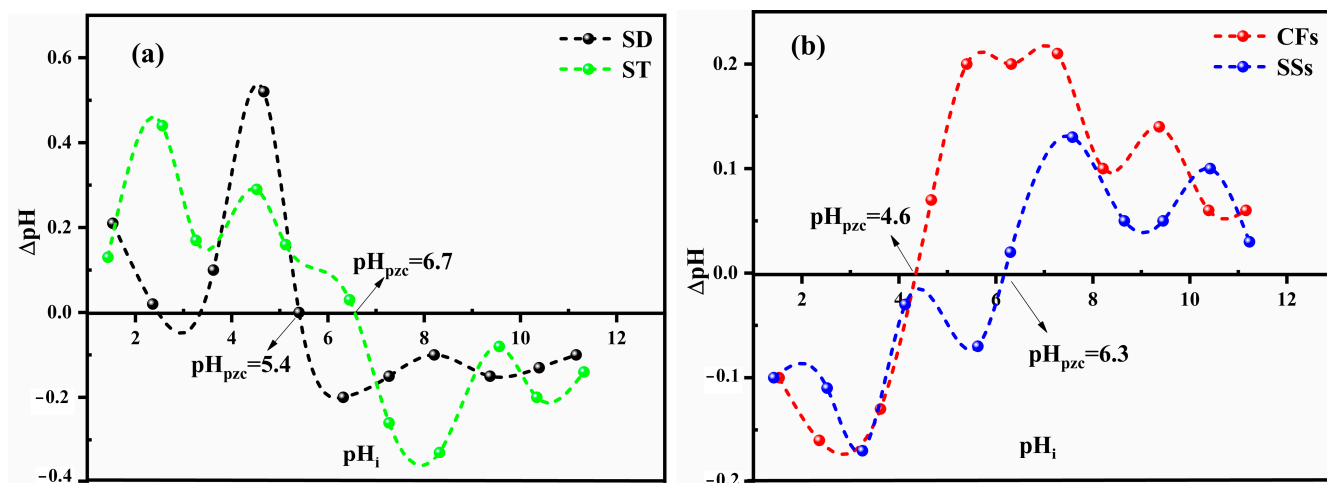 (a)
SD
ST
0.6
0.4
0.2
0.0
−0.2
−0.4
ΔpH
2 4 6 8 10 12
pHpzc=6.7
pHpzc=5.4
pHi
(b)
CFs
SSs
0.2
0.1
0.0
−0.1
−0.2
ΔpH
2 4 6 8 10 12
pHpzc=4.6
pHpzc=6.3
pHi